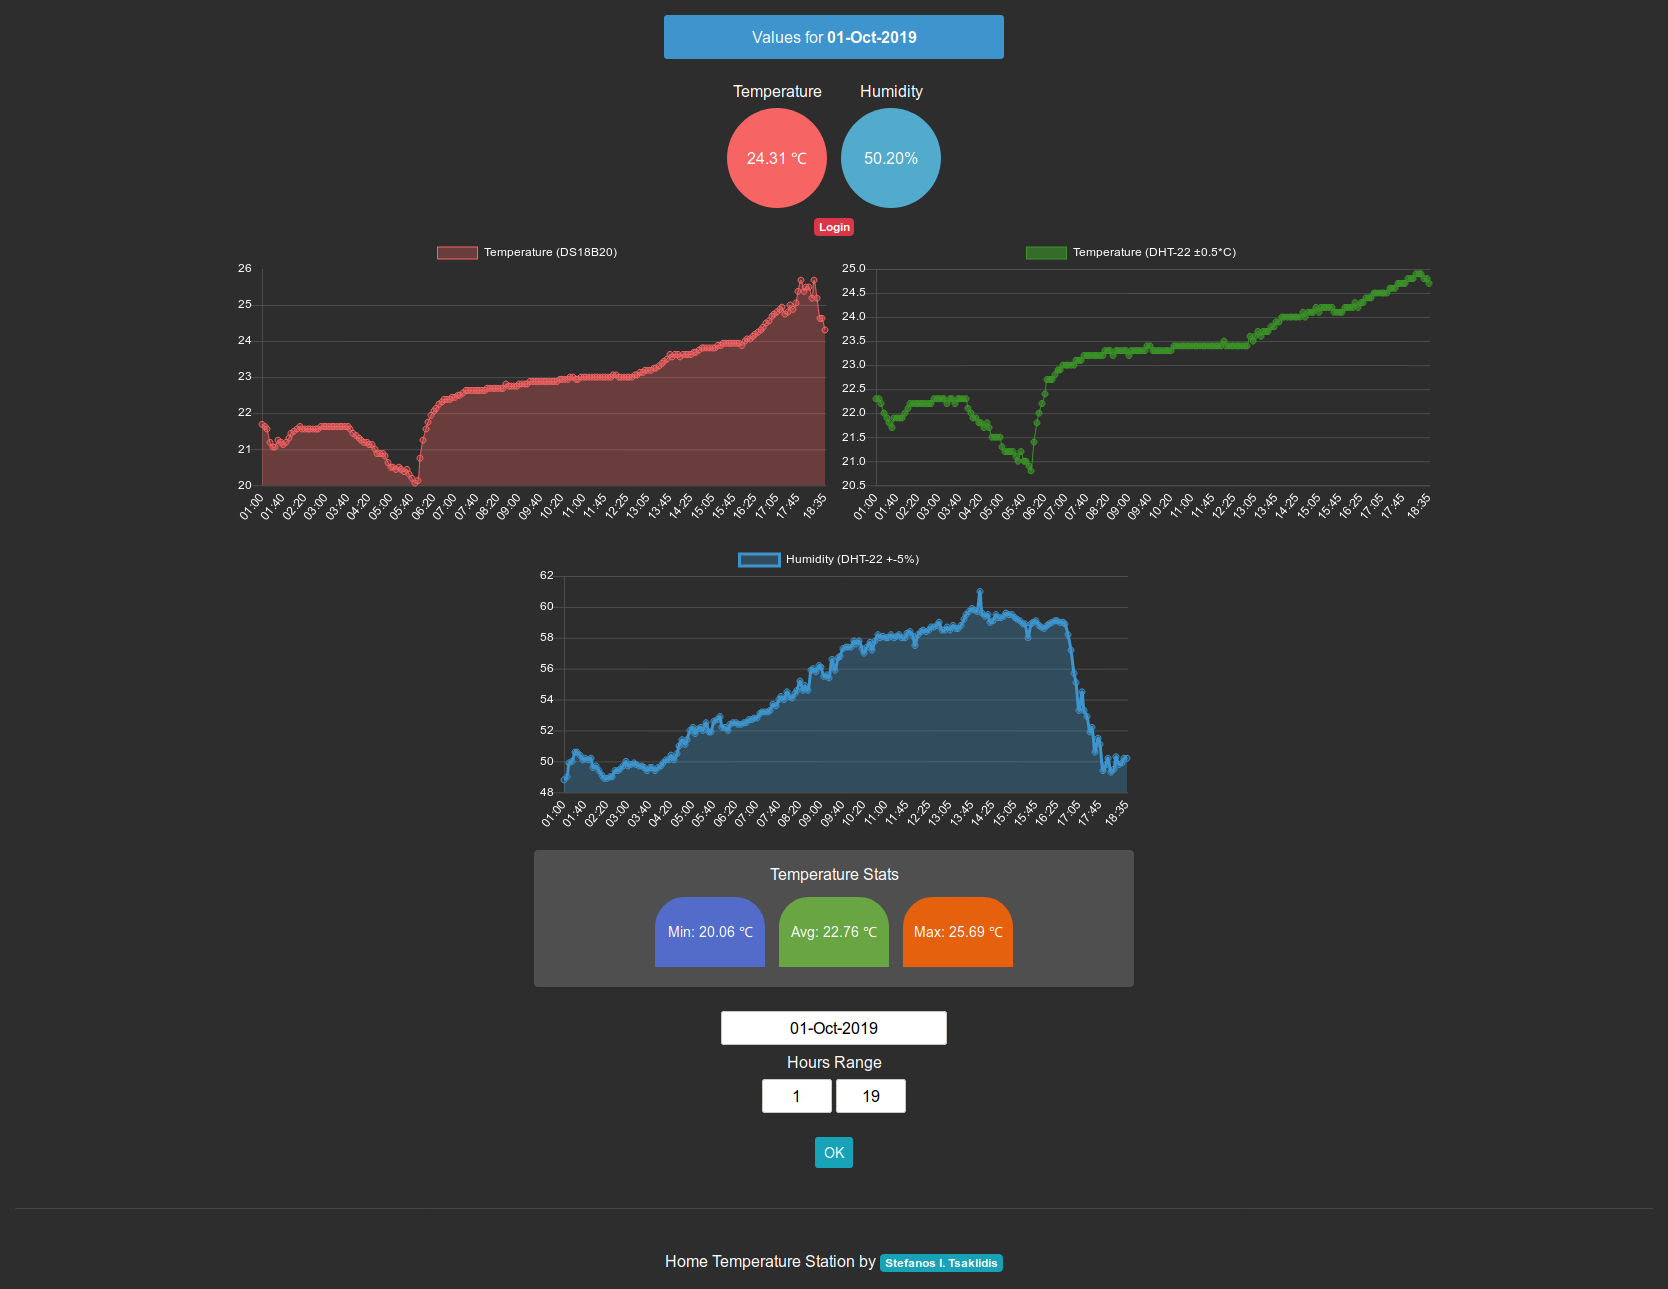 Values for 01-Oct-2019
Temperature Humidity
24.31 ℃ 50.20%
Login
Temperature (DS18B20)
26
25
24
23
22
21
20
01:00 01:40 02:20 03:00 03:40 04:20 05:00 05:40 06:20 07:00 07:40 08:20 09:00 09:40 10:20 11:00 11:45 12:25 13:05 13:45 14:25 15:05 15:45 16:25 17:05 17:45 18:35
Temperature (DHT-22 ±0.5*C)
25.0
24.5
24.0
23.5
23.0
22.5
22.0
21.5
21.0
20.5
01:00 01:40 02:20 03:00 03:40 04:20 05:00 05:40 06:20 07:00 07:40 08:20 09:00 09:40 10:20 11:00 11:45 12:25 13:05 13:45 14:25 15:05 15:45 16:25 17:05 17:45 18:35
Humidity (DHT-22 +-5%)
62
60
58
56
54
52
50
48
01:00 01:40 02:20 03:00 03:40 04:20 05:00 05:40 06:20 07:00 07:40 08:20 09:00 09:40 10:20 11:00 11:45 12:25 13:05 13:45 14:25 15:05 15:45 16:25 17:05 17:45 18:35
Temperature Stats
Min: 20.06 ℃ Avg: 22.76 ℃ Max: 25.69 ℃
01-Oct-2019
Hours Range
1 19
OK
Home Temperature Station by Stefanos I. Tsaklidis